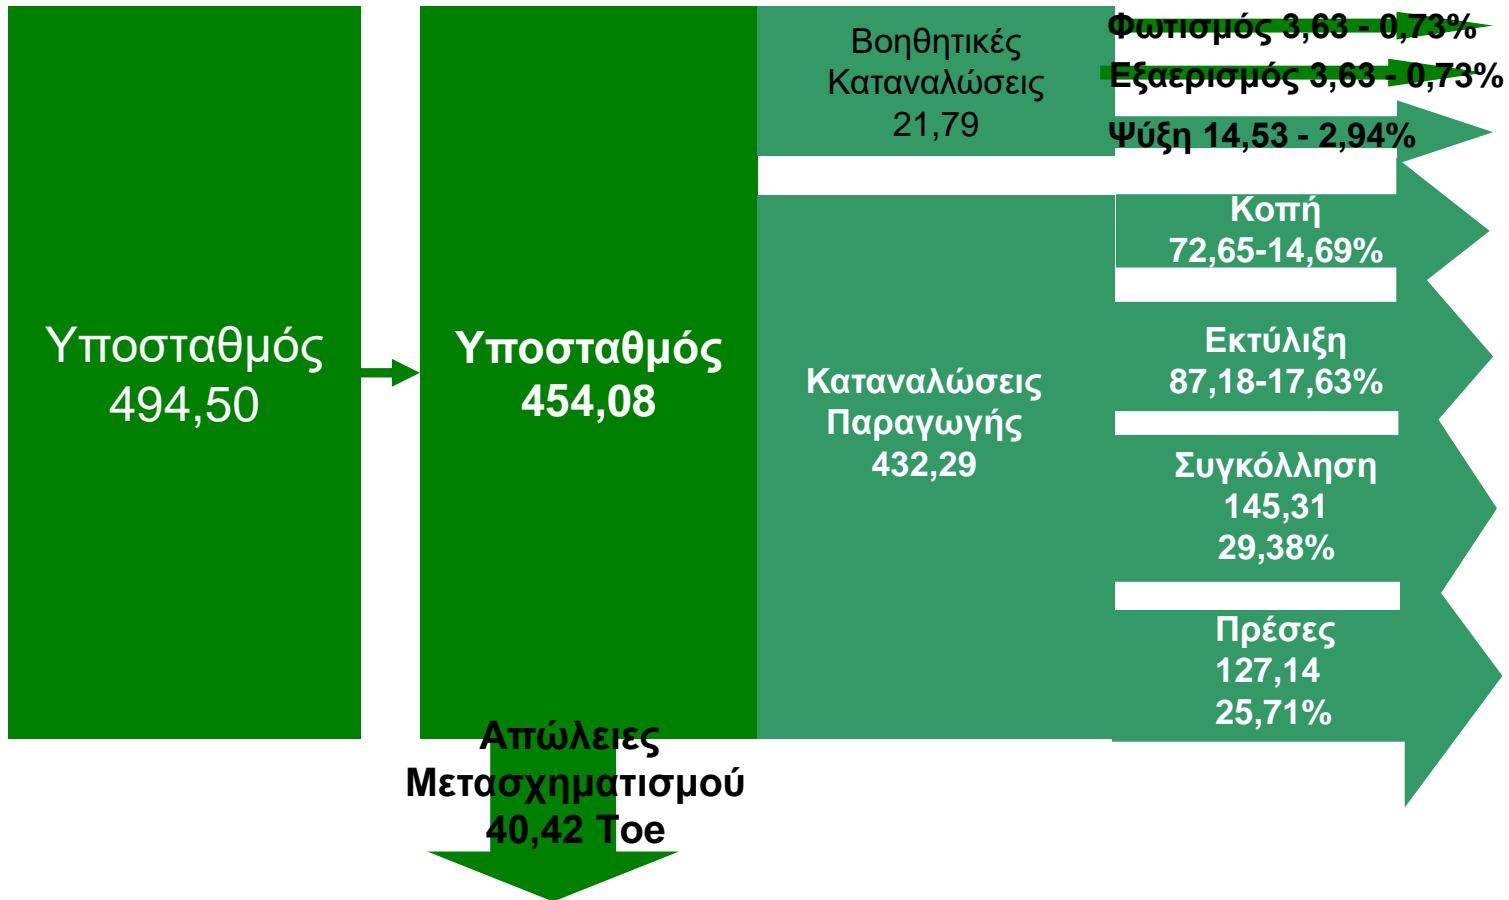 Υποσταθμός
494,50
Υποσταθμός
454,08
Απώλειες
Μετασχηματισμού
40,42 Toe
Βοηθητικές
Καταναλώσεις
21,79
Καταναλώσεις
Παραγωγής
432,29
Φωτισμός 3,63 - 0,73%
Εξαερισμός 3,63 - 0,73%
Ψύξη 14,53 - 2,94%
Κοπή
72,65-14,69%
Εκτύλιξη
87,18-17,63%
Συγκόλληση
145,31
29,38%
Πρέσες
127,14
25,71%